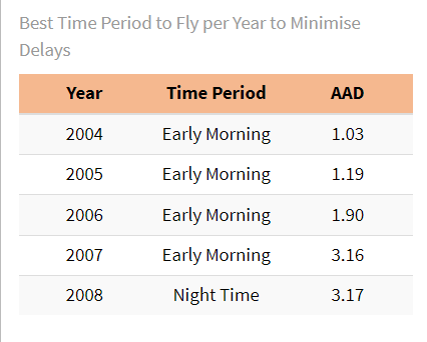 Best Time Period to Fly per Year to Minimise
Delays
Year Time Period AAD
2004 Early Morning 1.03
2005 Early Morning 1.19
2006 Early Morning 1.90
2007 Early Morning 3.16
2008 Night Time 3.17